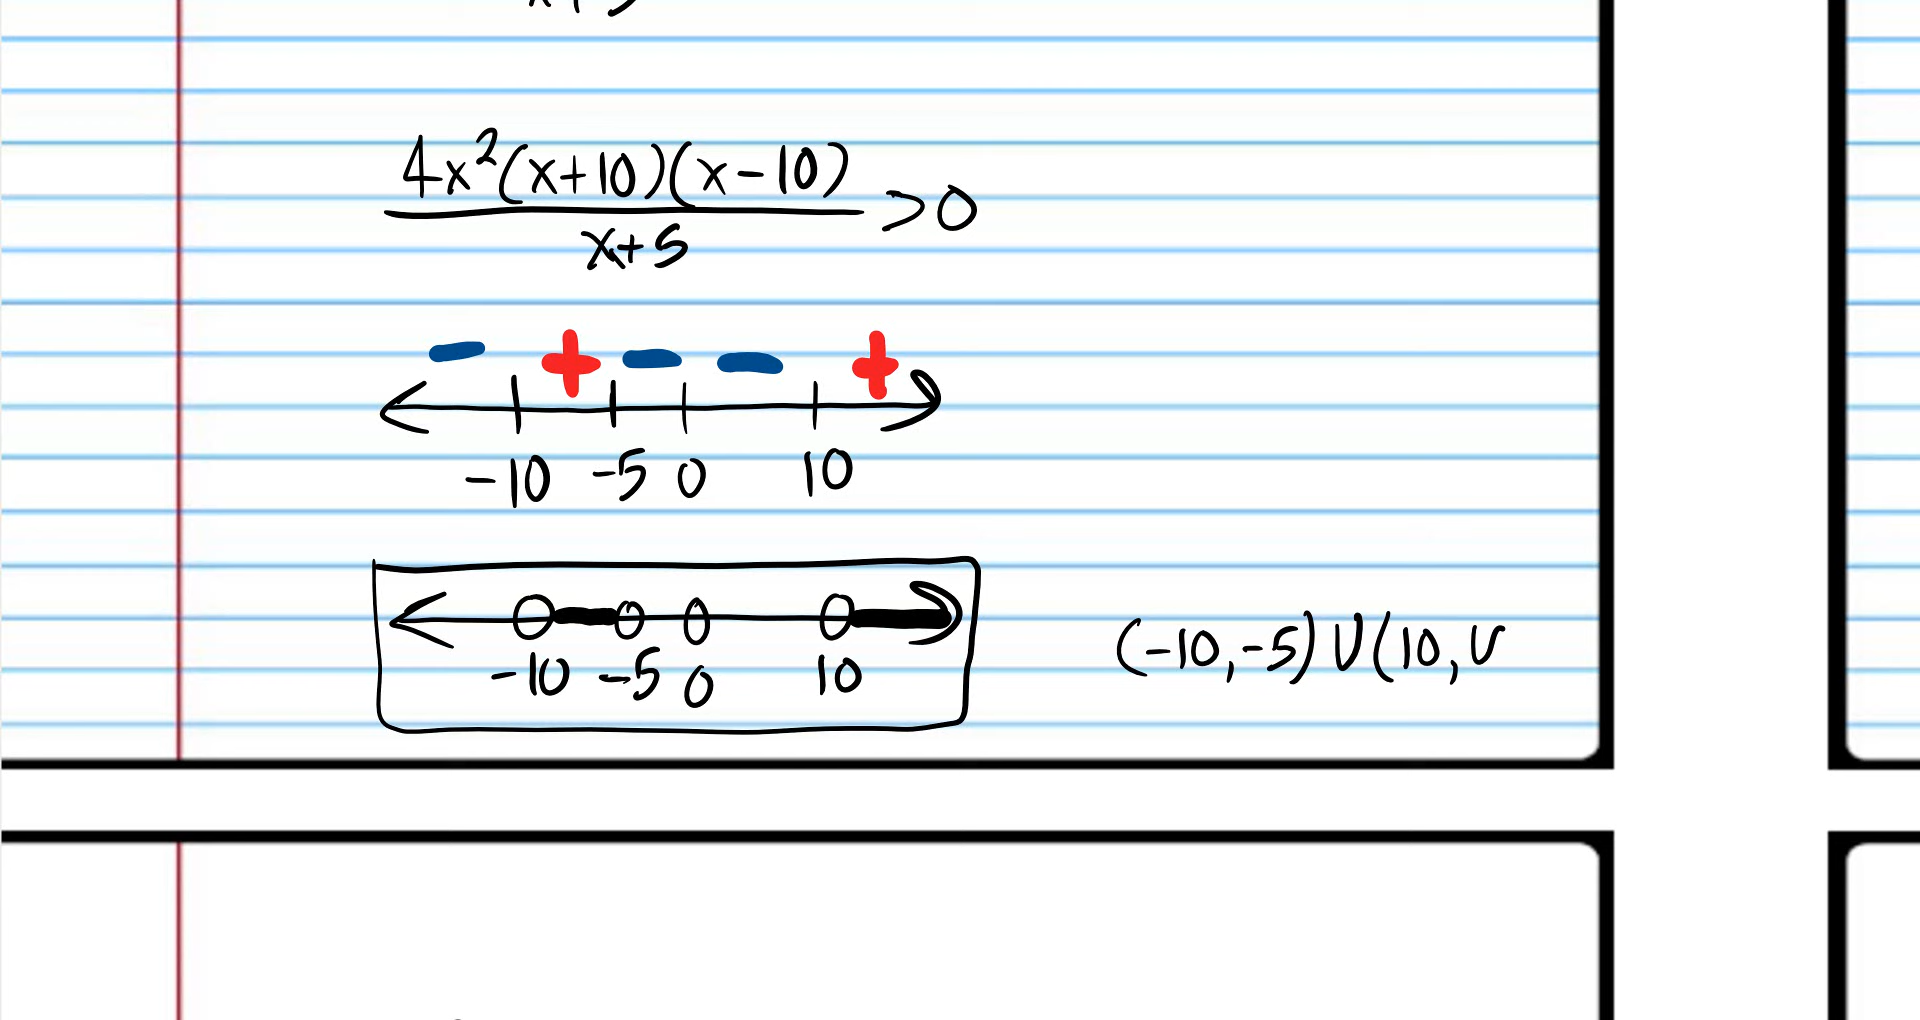 4x²(x+10)(x-10)
x+5
>0
- + - - +
-10 -5 0 10
-10 -5 0 10
(-10,-5)U(10,